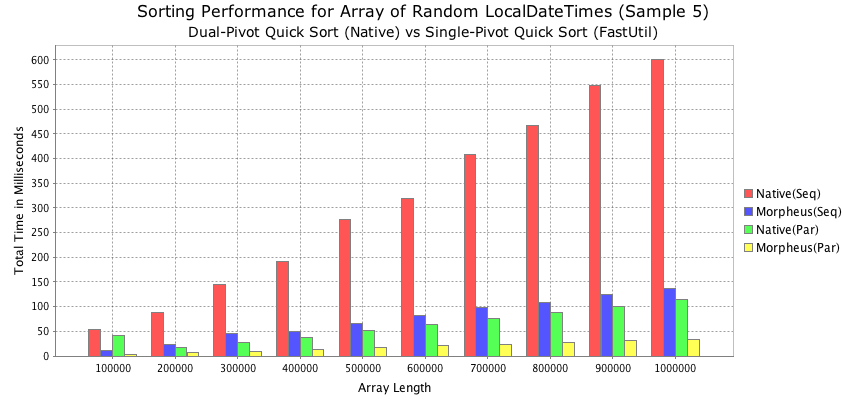 Sorting Performance for Array of Random LocalDateTimes (Sample 5)
Dual-Pivot Quick Sort (Native) vs Single-Pivot Quick Sort (FastUtil)
Total Time in Milliseconds
600
550
500
450
400
350
300
250
200
150
100
50
0
100000 200000 300000 400000 500000 600000 700000 800000 900000 1000000
Array Length
Native(Seq)
Morpheus(Seq)
Native(Par)
Morpheus(Par)